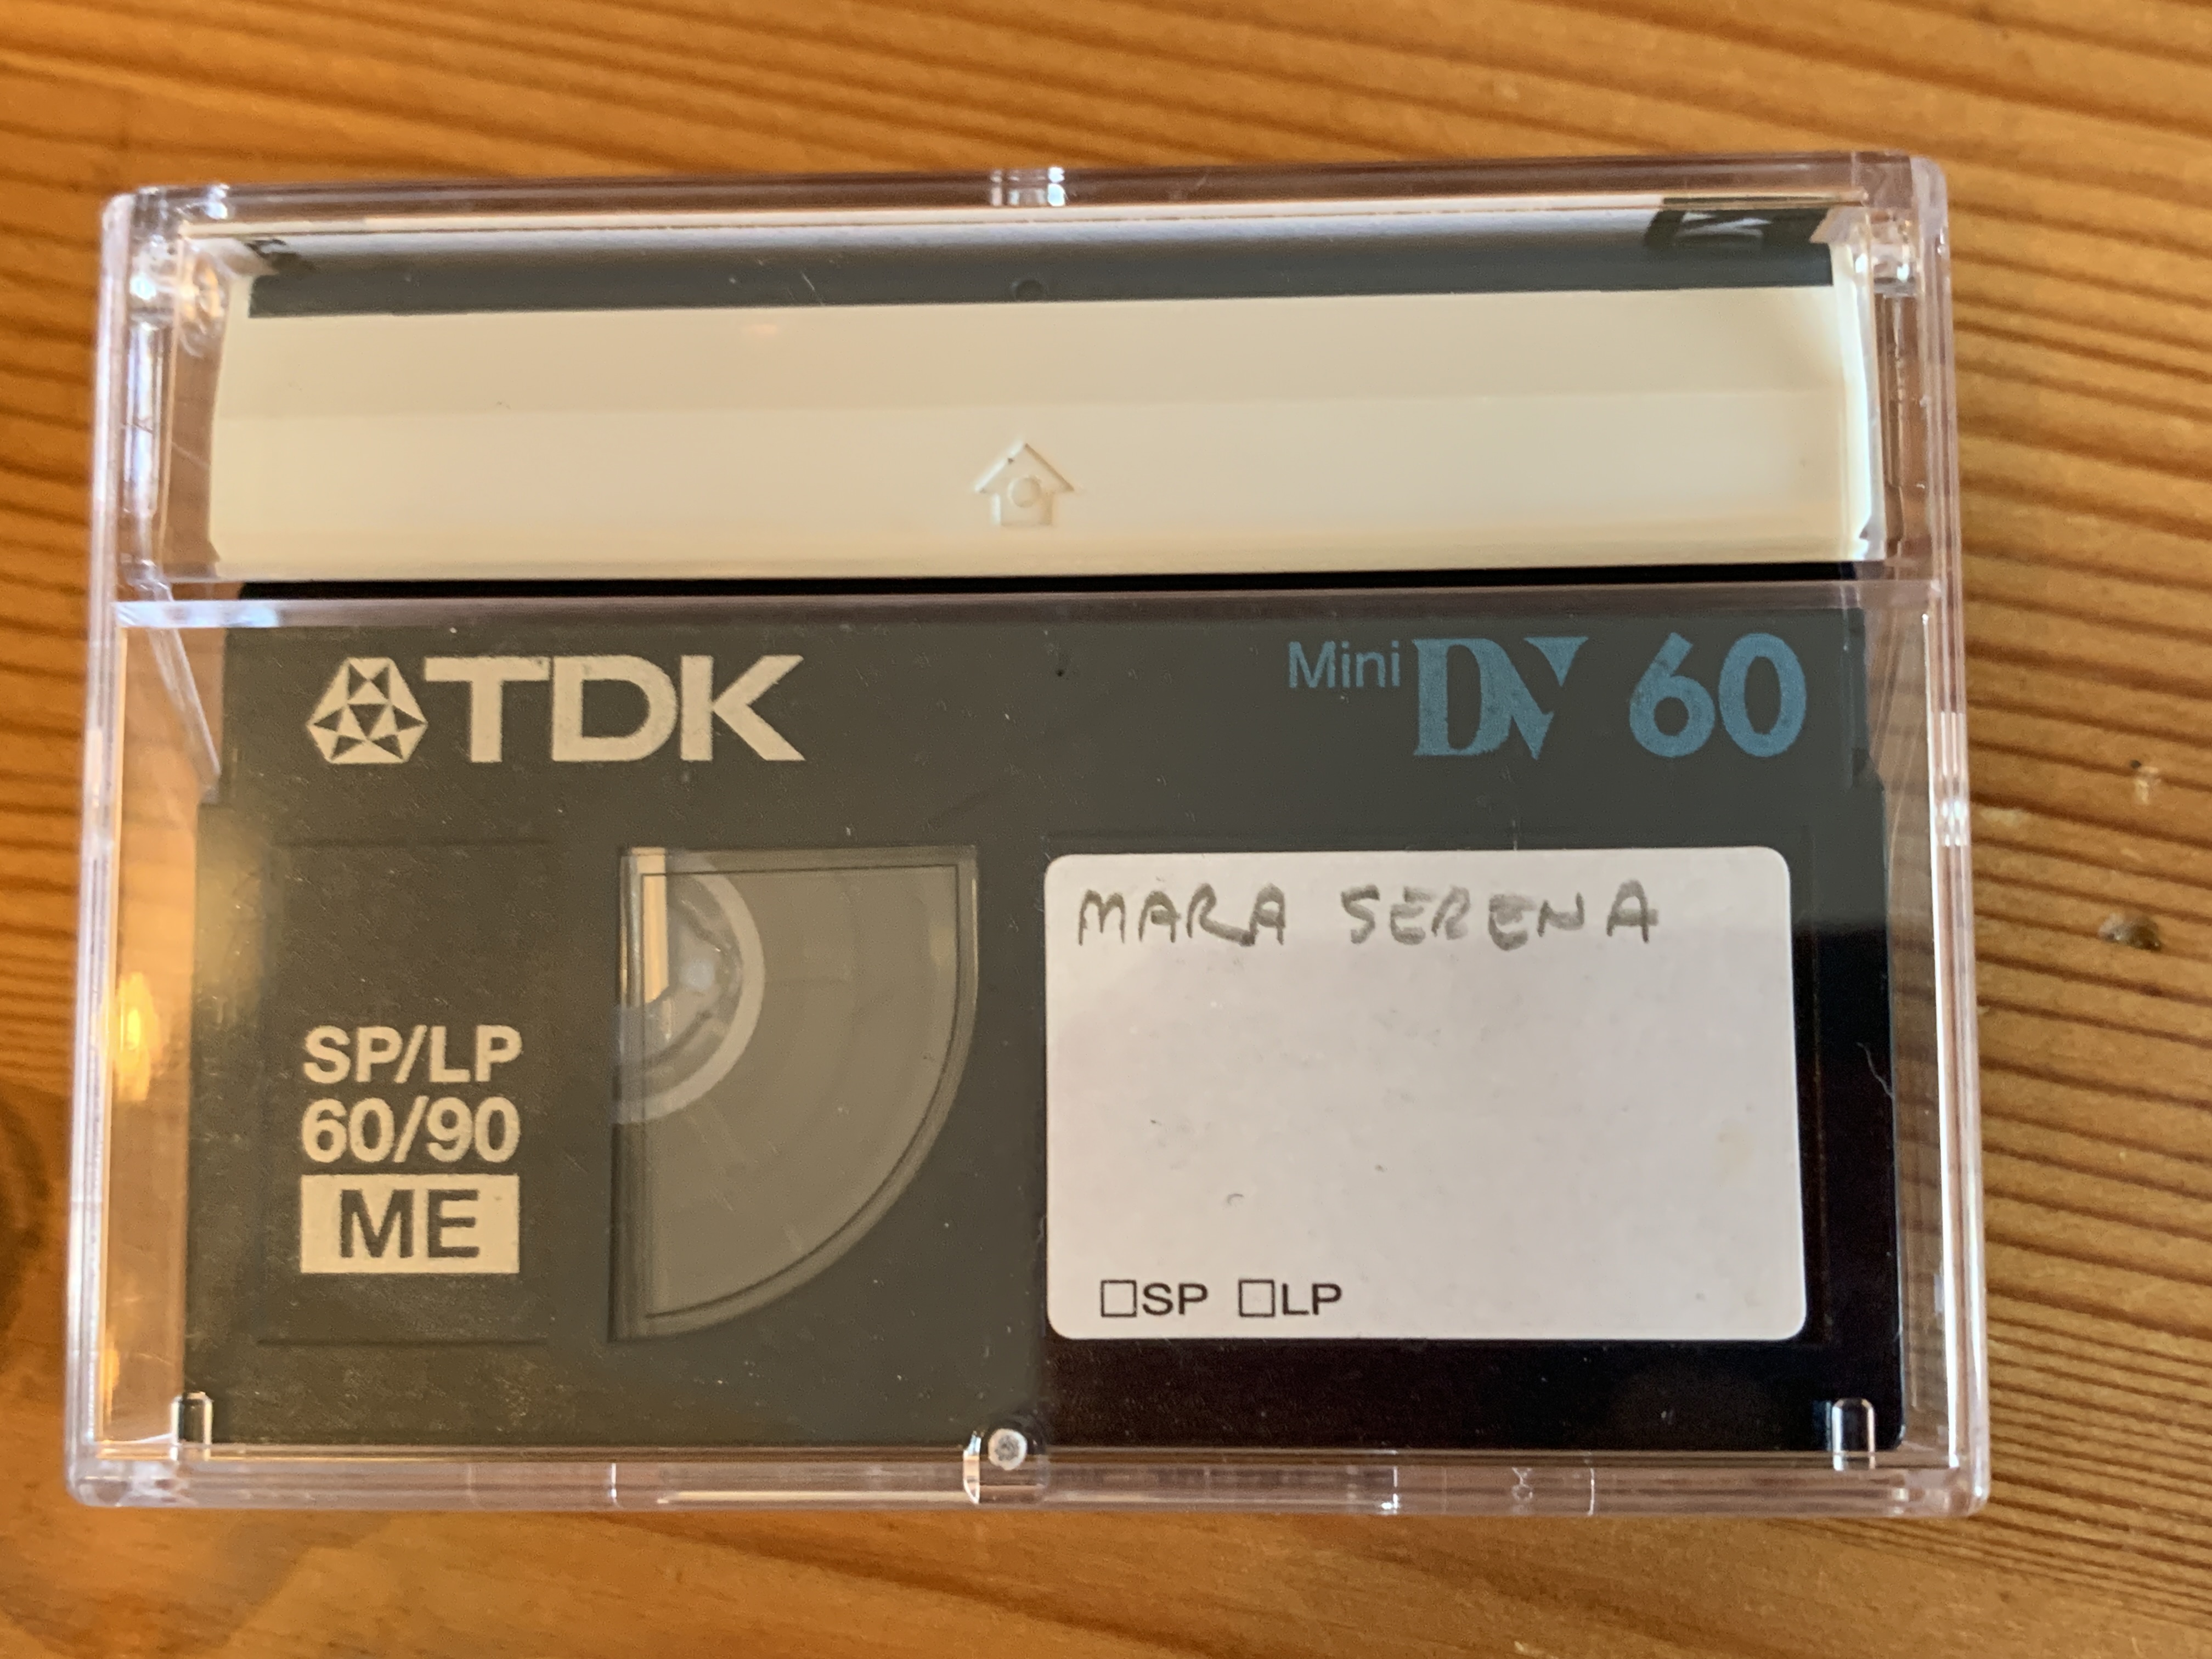 TDK
Mini DV 60
MARA SERENA
SP/LP
60/90
ME
SP LP